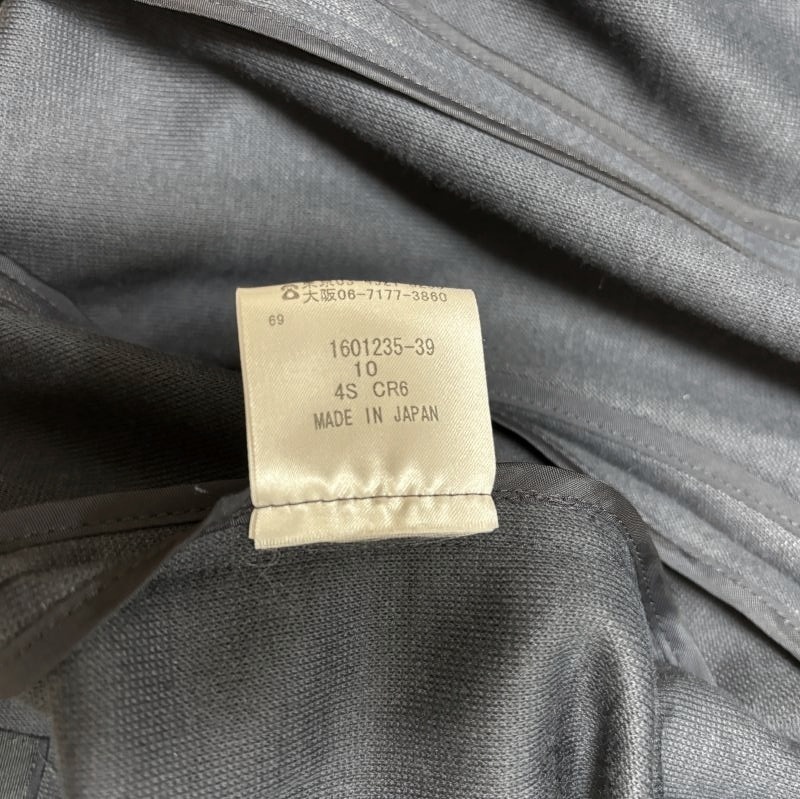 ☎大阪06-7177-3860
69
1601235-39
10
4S CR6
MADE IN JAPAN